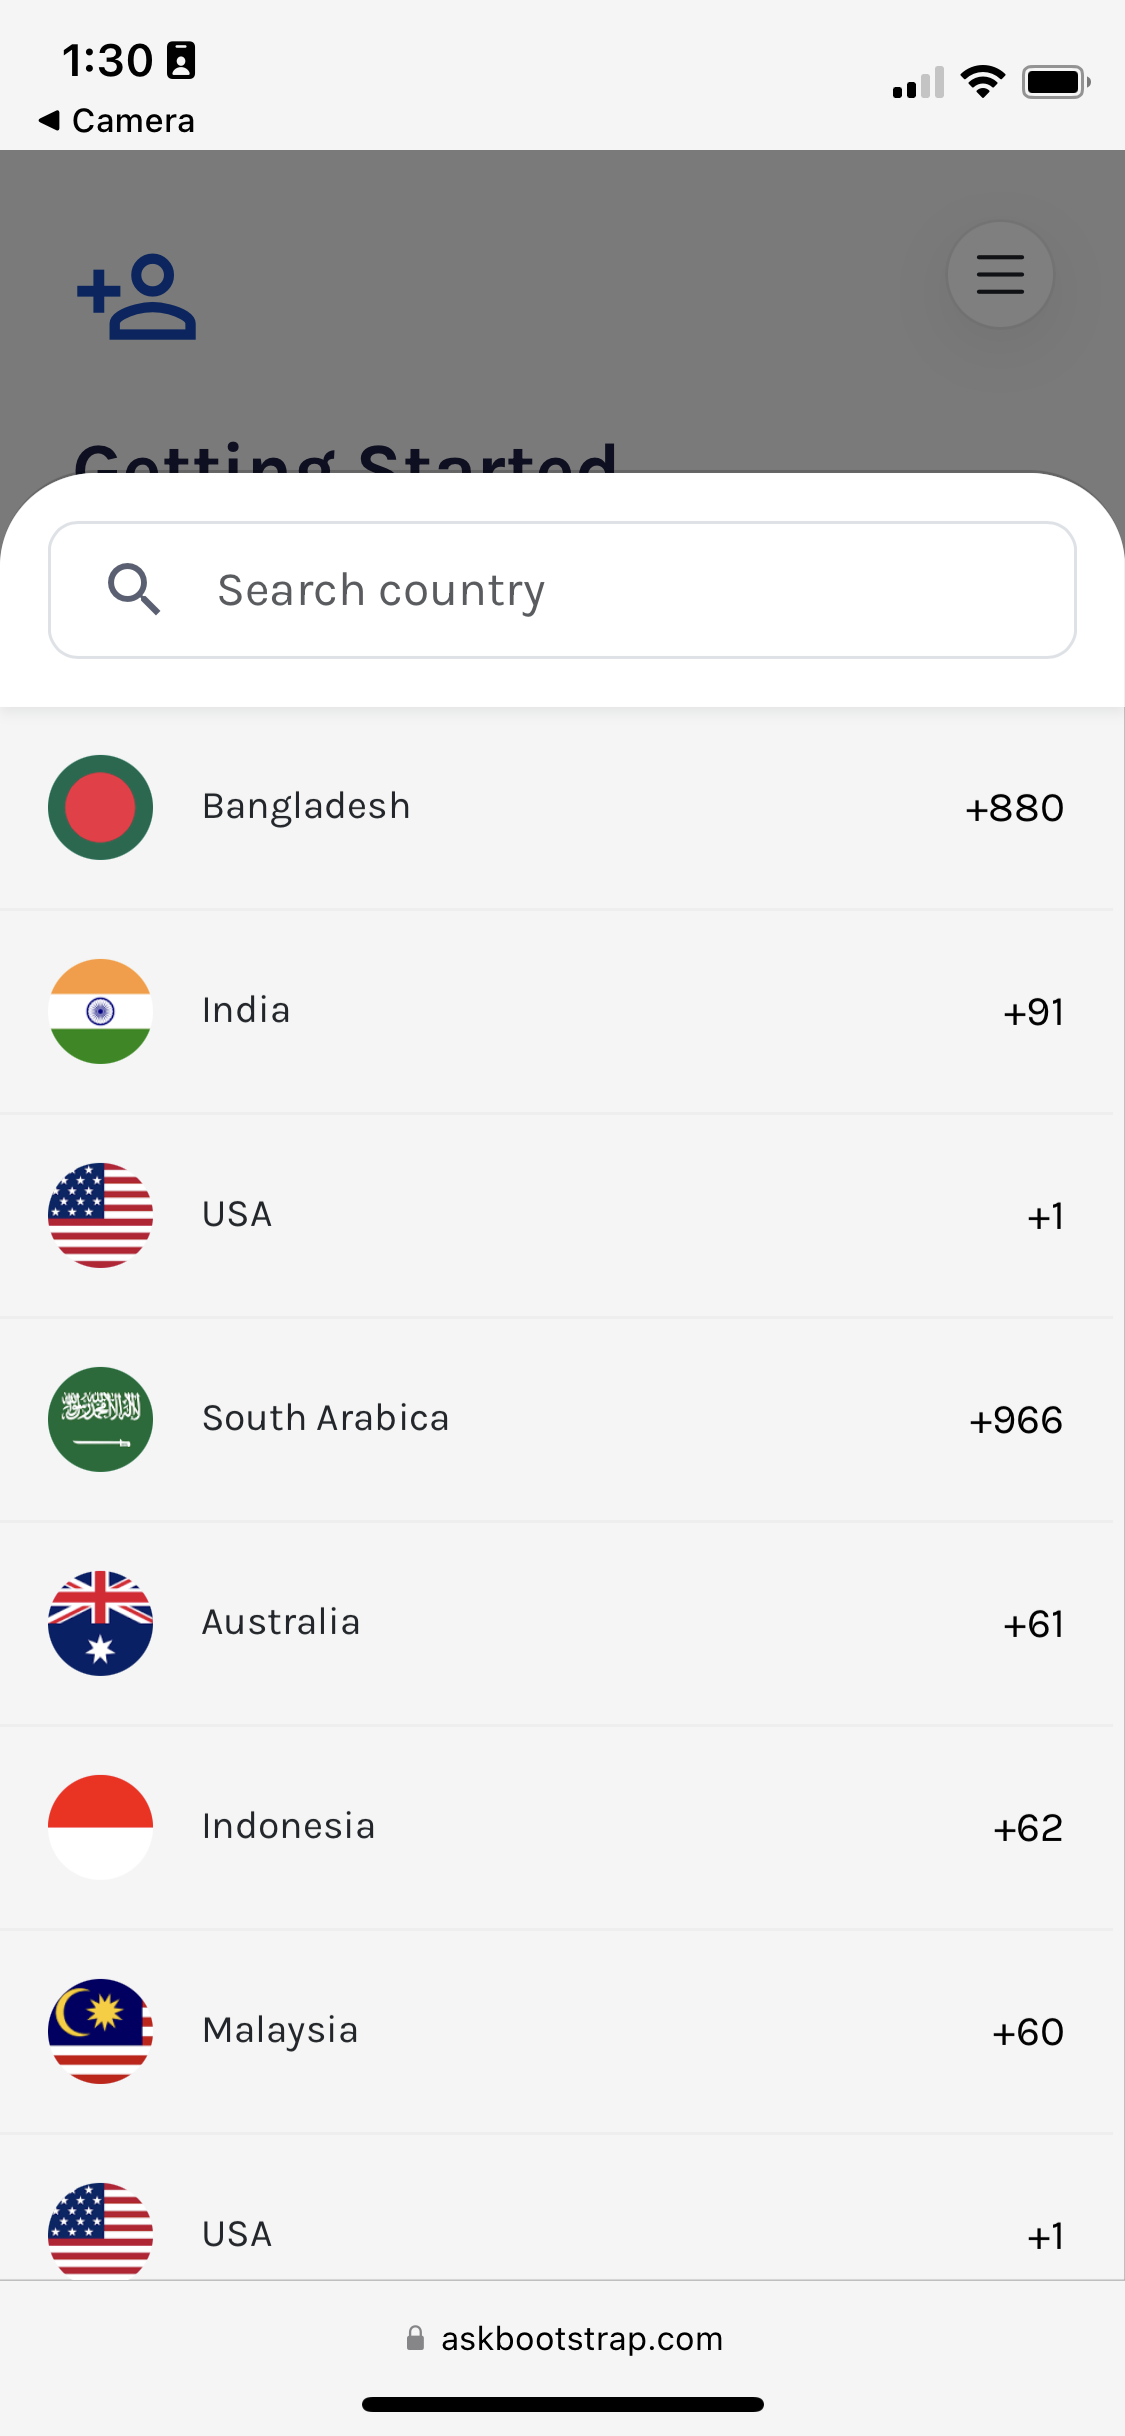 1:30
Camera
Getting Started
Search country
Bangladesh +880
India +91
USA +1
South Arabica +966
Australia +61
Indonesia +62
Malaysia +60
USA +1
askbootstrap.com